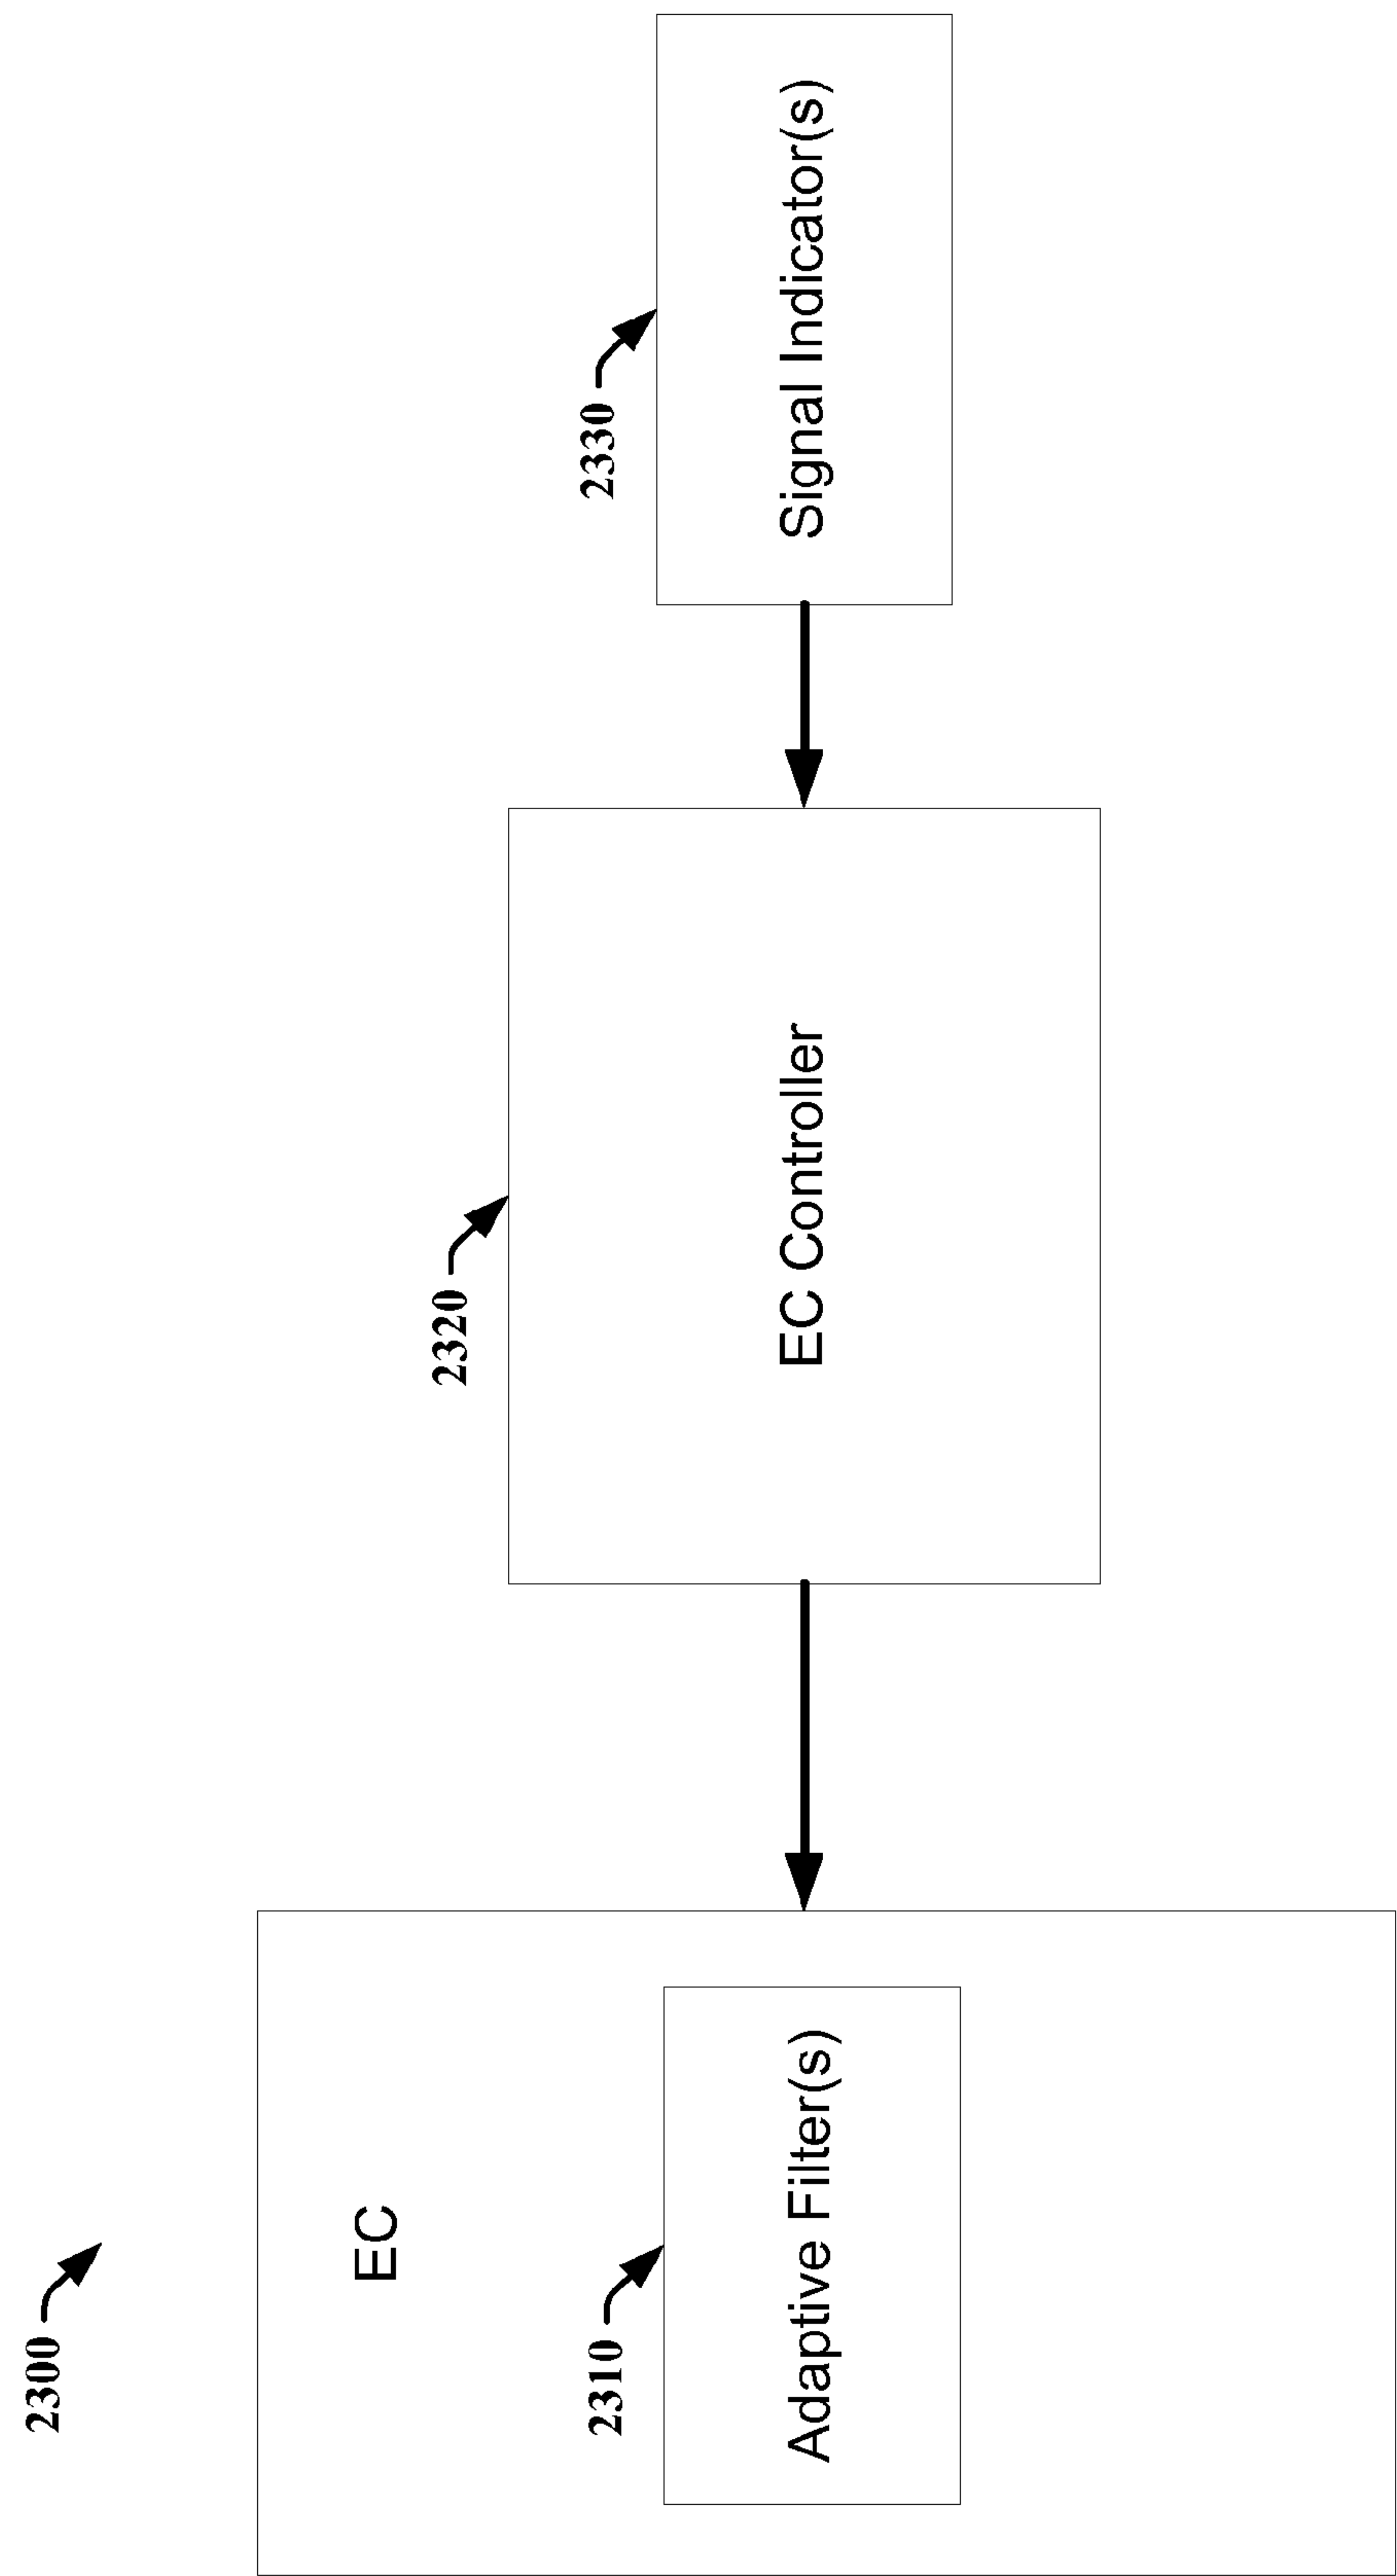 2300
EC
2310
Adaptive Filter(s)
2320
EC Controller
2330
Signal Indicator(s)